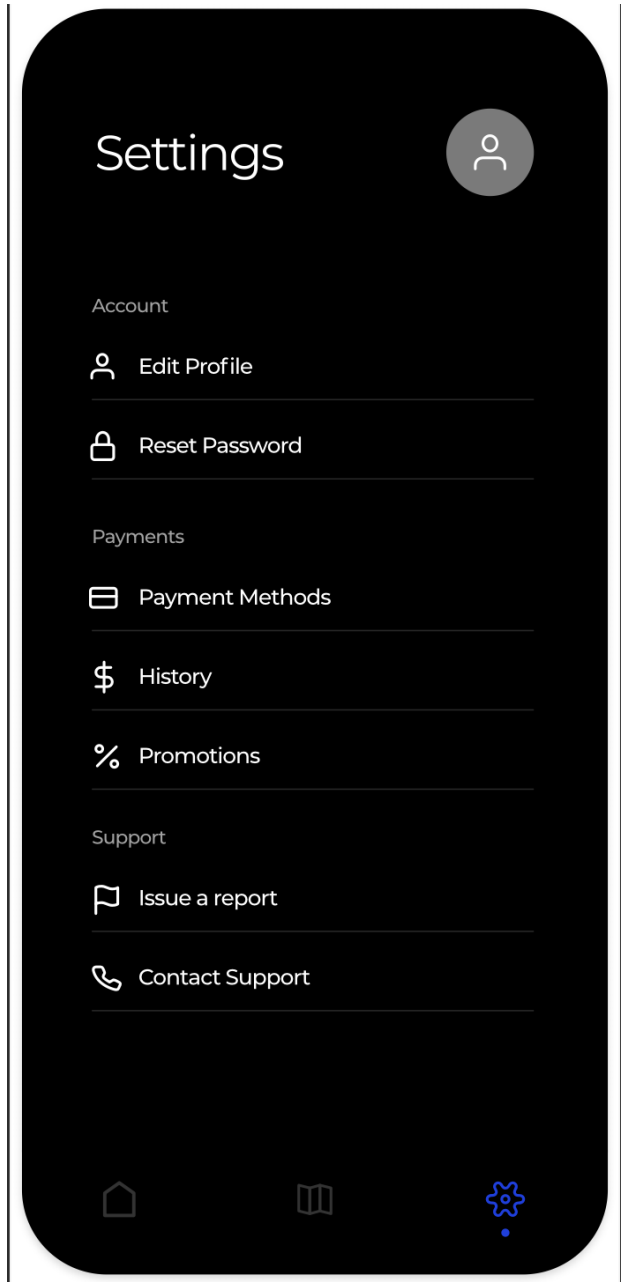 Settings
Account
Edit Profile
Reset Password
Payments
Payment Methods
History
Promotions
Support
Issue a report
Contact Support